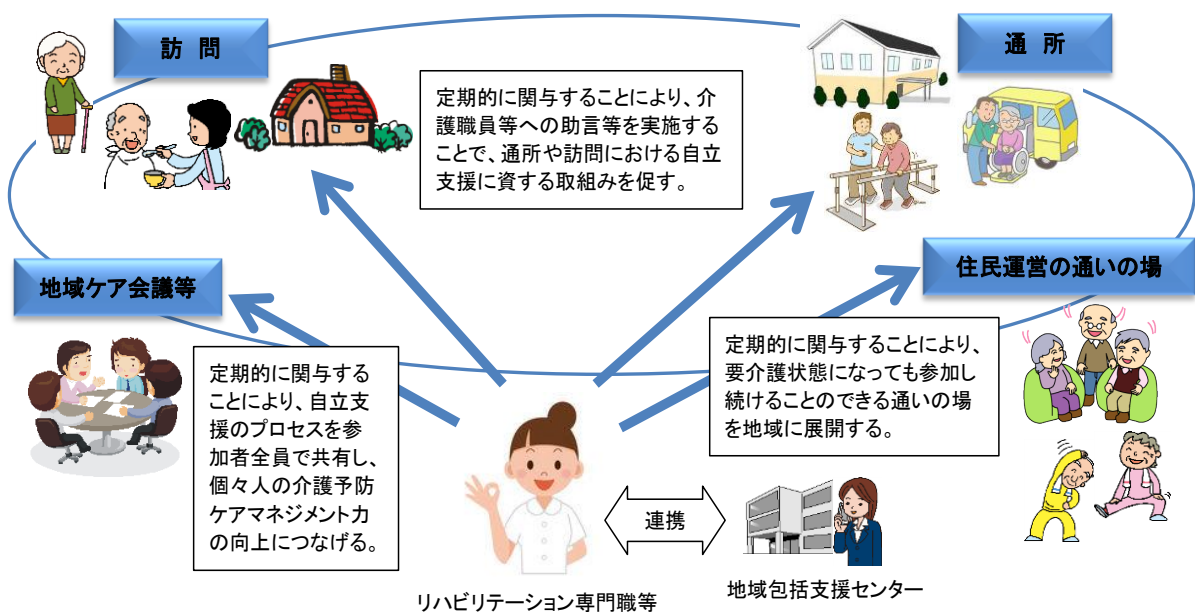 訪 問
通 所
定期的に関与することにより、介
護職員等への助言等を実施する
ことで、通所や訪問における自立
支援に資する取組みを促す。
地域ケア会議等
住民運営の通いの場
定期的に関与する
ことにより、自立支
援のプロセスを参
加者全員で共有し、
個々人の介護予防
ケアマネジメント力
の向上につなげる。
定期的に関与することにより、
要介護状態になっても参加し
続けることのできる通いの場
を地域に展開する。
連携
リハビリテーション専門職等
地域包括支援センター